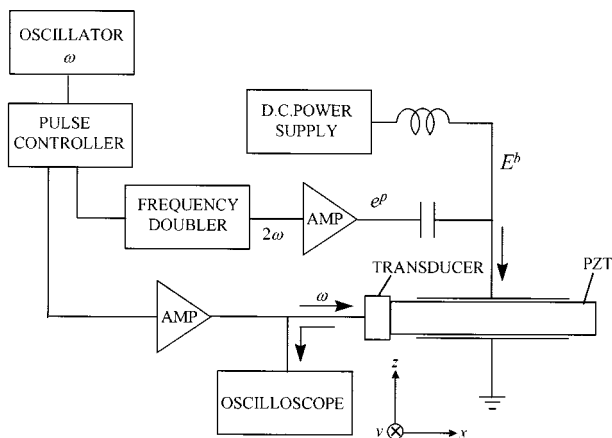 OSCILLATOR
ω
PULSE
CONTROLLER
D.C.POWER
SUPPLY
E^b
FREQUENCY
DOUBLER
2ω
AMP
e^p
TRANSDUCER
PZT
ω
AMP
OSCILLOSCOPE
z
y
x